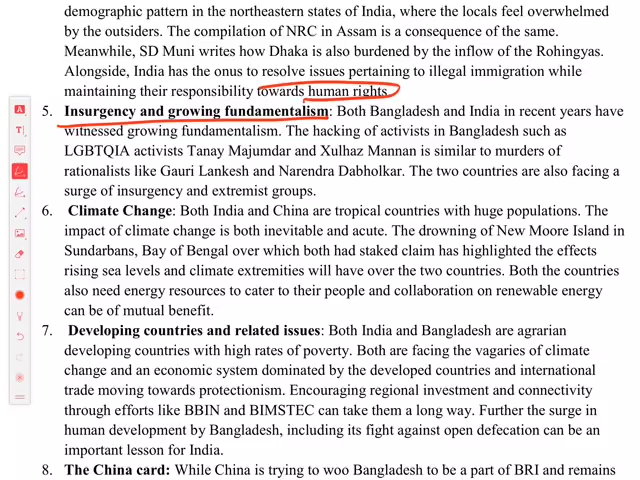 demographic pattern in the northeastern states of India, where the locals feel overwhelmed
by the outsiders. The compilation of NRC in Assam is a consequence of the same.
Meanwhile, SD Muni writes how Dhaka is also burdened by the inflow of the Rohingyas.
Alongside, India has the onus to resolve issues pertaining to illegal immigration while
maintaining their responsibility towards human rights.
5. Insurgency and growing fundamentalism: Both Bangladesh and India in recent years have
witnessed growing fundamentalism. The hacking of activists in Bangladesh such as
LGBTQIA activists Tanay Majumdar and Xulhaz Mannan is similar to murders of
rationalists like Gauri Lankesh and Narendra Dabholkar. The two countries are also facing a
surge of insurgency and extremist groups.
6. Climate Change: Both India and China are tropical countries with huge populations. The
impact of climate change is both inevitable and acute. The drowning of New Moore Island in
Sundarbans, Bay of Bengal over which both had staked claim has highlighted the effects
rising sea levels and climate extremities will have over the two countries. Both the countries
also need energy resources to cater to their people and collaboration on renewable energy
can be of mutual benefit.
7. Developing countries and related issues: Both India and Bangladesh are agrarian
developing countries with high rates of poverty. Both are facing the vagaries of climate
change and an economic system dominated by the developed countries and international
trade moving towards protectionism. Encouraging regional investment and connectivity
through efforts like BBIN and BIMSTEC can take them a long way. Further the surge in
human development by Bangladesh, including its fight against open defecation can be an
important lesson for India.
8. The China card: While China is trying to woo Bangladesh to be a part of BRI and remains